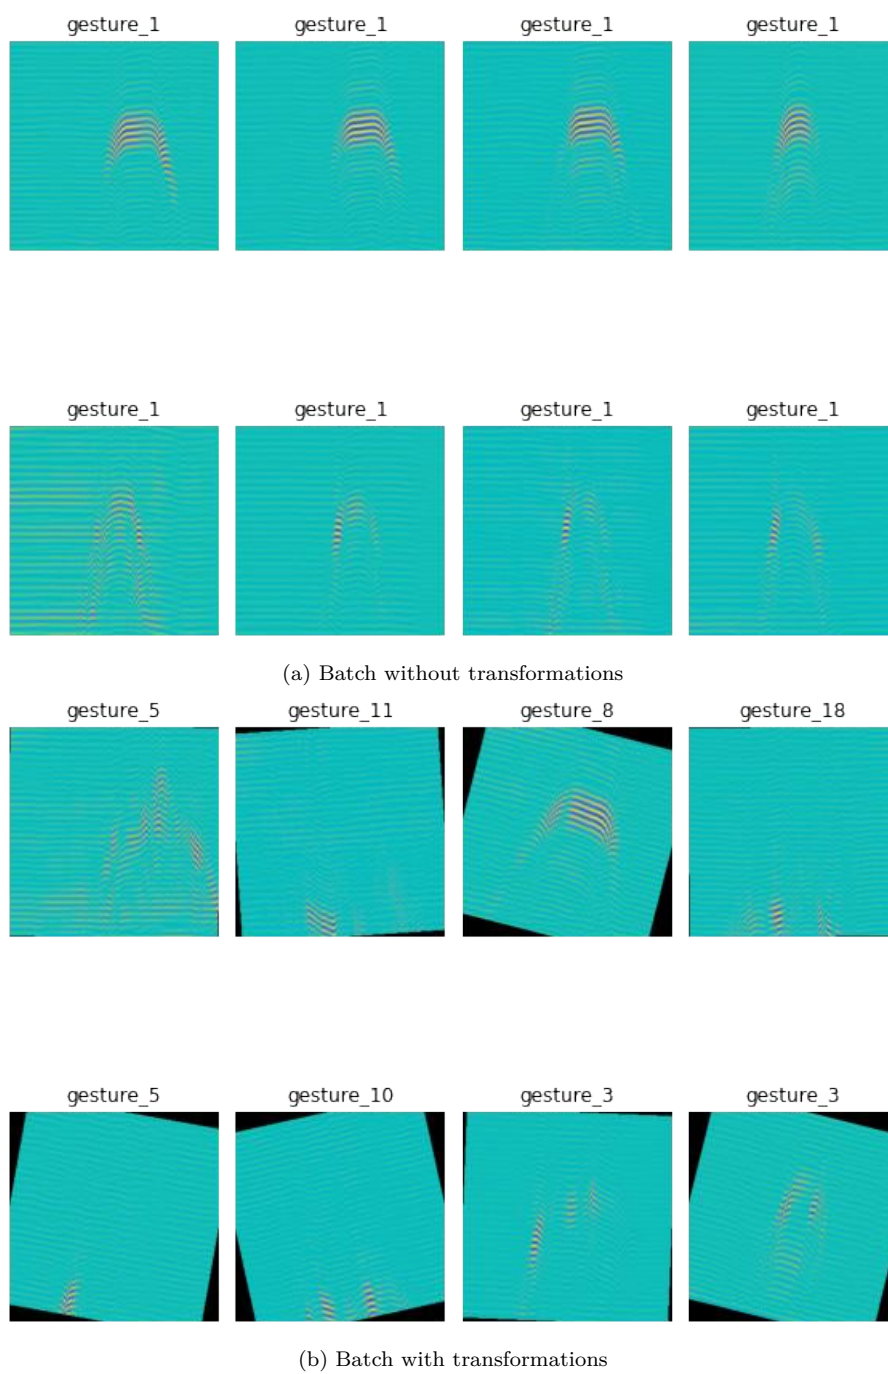 gesture_1 gesture_1 gesture_1 gesture_1
gesture_1 gesture_1 gesture_1 gesture_1
(a) Batch without transformations
gesture_5 gesture_11 gesture_8 gesture_18
gesture_5 gesture_10 gesture_3 gesture_3
(b) Batch with transformations